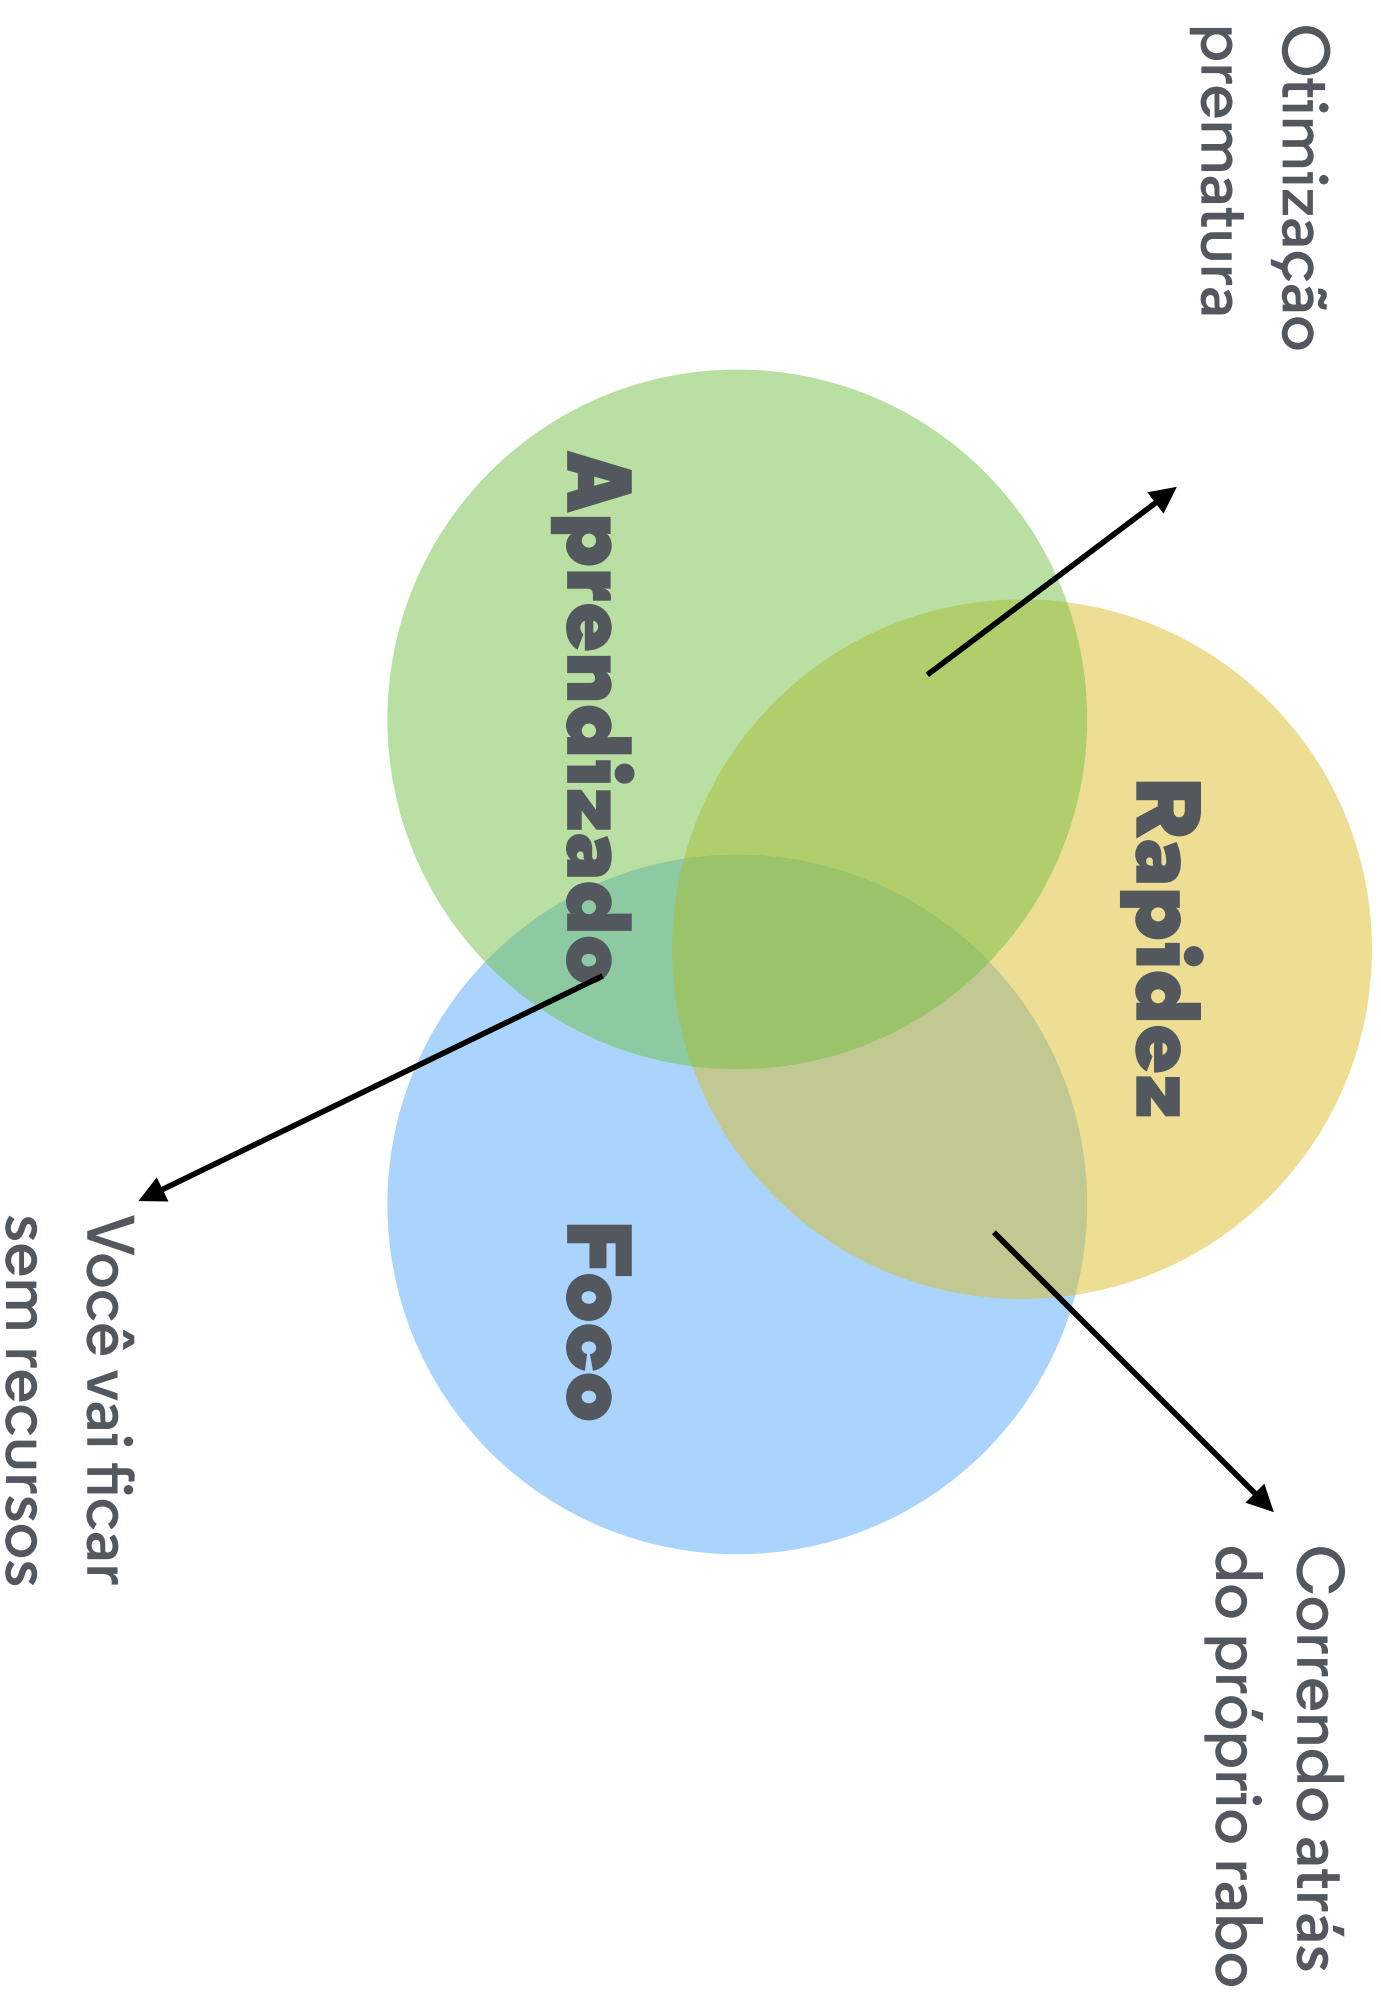 Otimização
prematura
Rapidez
Aprendizado
Foco
Correndo atrás
do próprio rabo
Você vai ficar
sem recursos